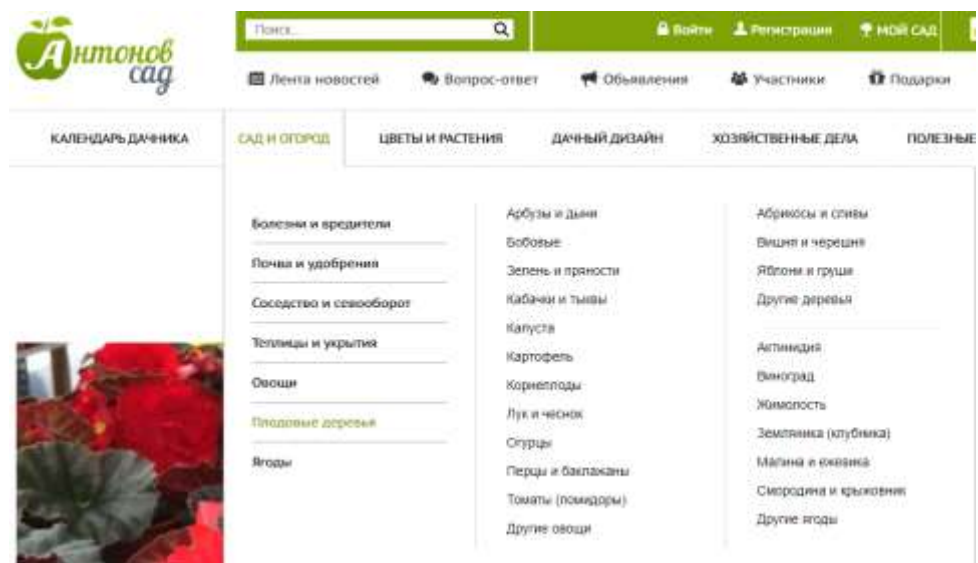 Антонов
сад
Поиск...
Войти
Регистрация
МОЙ САД
Лента новостей
Вопрос-ответ
Объявления
Участники
Подарки
КАЛЕНДАРЬ ДАЧНИКА
САД И ОГОРОД
ЦВЕТЫ И РАСТЕНИЯ
ДАЧНЫЙ ДИЗАЙН
ХОЗЯЙСТВЕННЫЕ ДЕЛА
ПОЛЕЗНЫЕ
Болезни и вредители
Почва и удобрения
Соседство и севооборот
Теплицы и укрытия
Овощи
Плодовые деревья
Ягоды
Арбузы и дыни
Бобовые
Зелень и пряности
Кабачки и тыквы
Капуста
Картофель
Корнеплоды
Лук и чеснок
Огурцы
Перцы и баклажаны
Томаты (помидоры)
Другие овощи
Абрикосы и сливы
Вишня и черешня
Яблони и груши
Другие деревья
Актинидия
Виноград
Жимолость
Земляника (клубника)
Малина и ежевика
Смородина и крыжовник
Другие ягоды